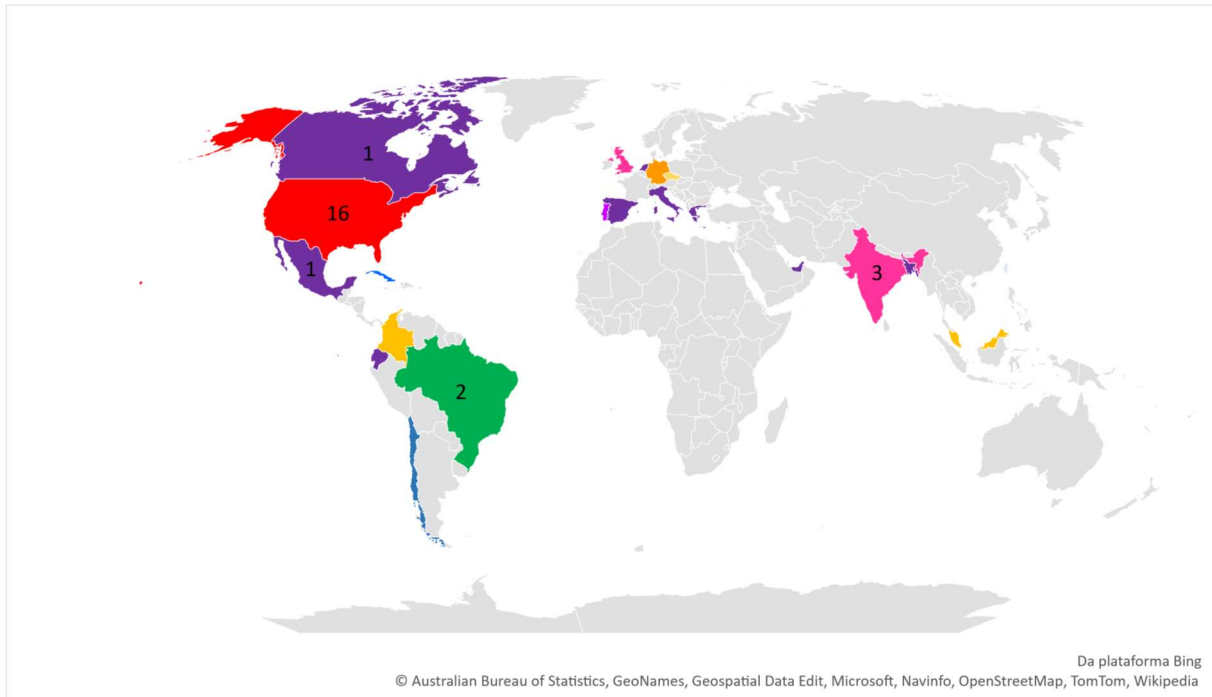 1
16
1
3
2
Da plataforma Bing
© Australian Bureau of Statistics, GeoNames, Geospatial Data Edit, Microsoft, Navinfo, OpenStreetMap, TomTom, Wikipedia